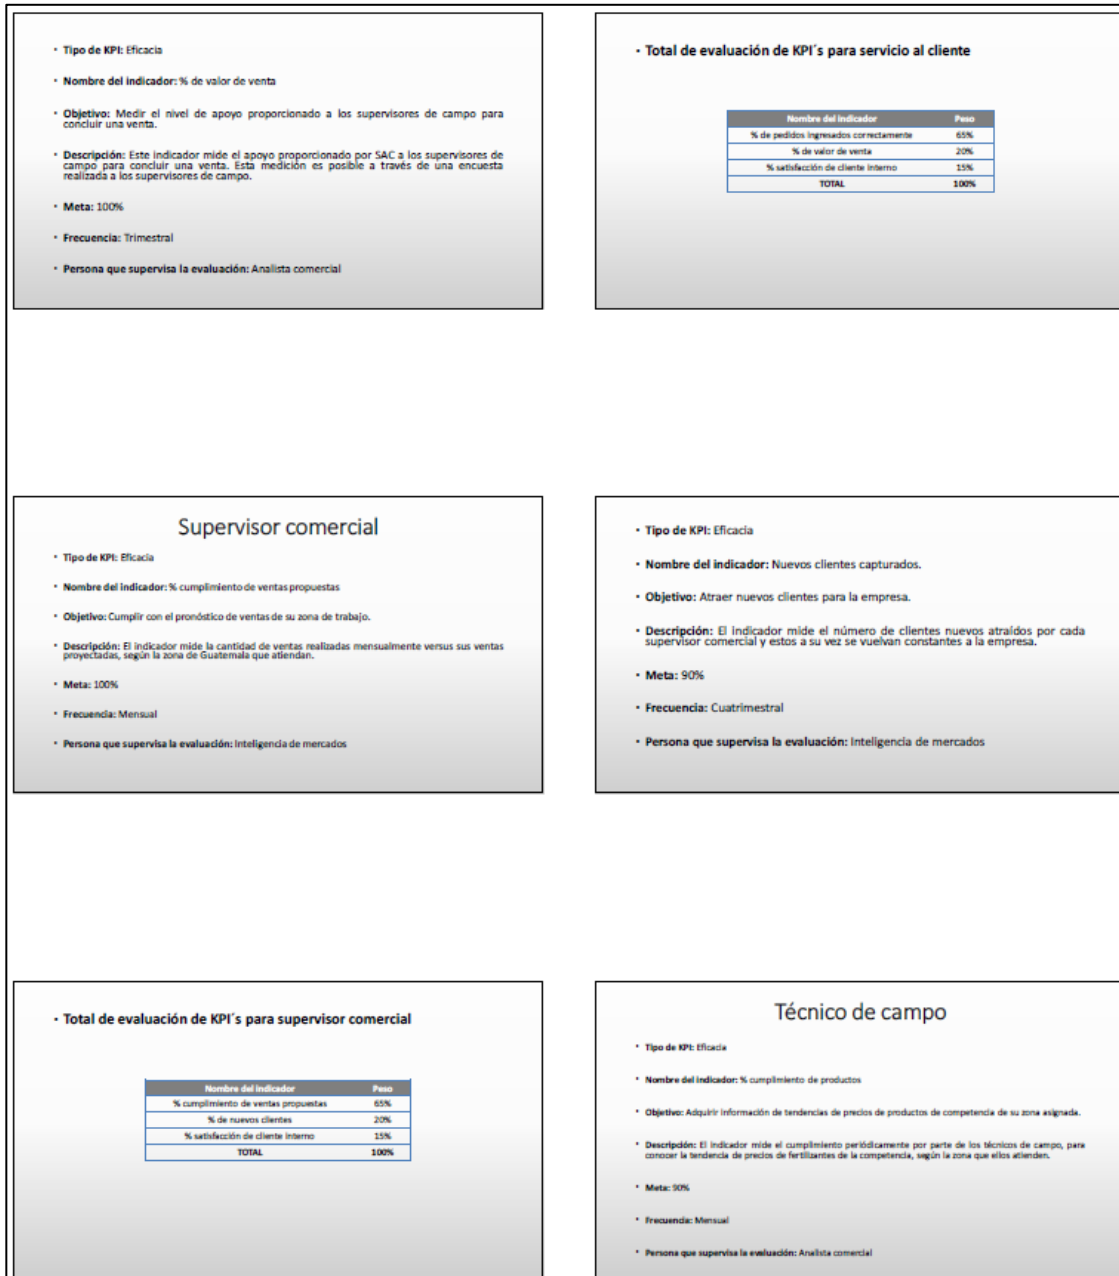 • Tipo de KPI: Eficacia
• Nombre del indicador: % de valor de venta
• Objetivo: Medir el nivel de apoyo proporcionado a los supervisores de campo para
concluir una venta.
• Descripción: Este indicador mide el apoyo proporcionado por SAC a los supervisores de
campo para concluir una venta. Esta medición es posible a través de una encuesta
realizada a los supervisores de campo.
• Meta: 100%
• Frecuencia: Trimestral
• Persona que supervisa la evaluación: Analista comercial
• Total de evaluación de KPI´s para servicio al cliente
Nombre del indicador Peso
% de pedidos ingresados correctamente 65%
% de valor de venta 20%
% satisfacción de cliente interno 15%
TOTAL 100%
Supervisor comercial
• Tipo de KPI: Eficacia
• Nombre del indicador: % cumplimiento de ventas propuestas
• Objetivo: Cumplir con el pronóstico de ventas de su zona de trabajo.
• Descripción: El indicador mide la cantidad de ventas realizadas mensualmente versus sus ventas
proyectadas, según la zona de Guatemala que atiendan.
• Meta: 100%
• Frecuencia: Mensual
• Persona que supervisa la evaluación: Inteligencia de mercados
• Tipo de KPI: Eficacia
• Nombre del indicador: Nuevos clientes capturados.
• Objetivo: Atraer nuevos clientes para la empresa.
• Descripción: El indicador mide el número de clientes nuevos atraídos por cada
supervisor comercial y estos a su vez se vuelvan constantes a la empresa.
• Meta: 90%
• Frecuencia: Cuatrimestral
• Persona que supervisa la evaluación: Inteligencia de mercados
• Total de evaluación de KPI´s para supervisor comercial
Nombre del indicador Peso
% cumplimiento de ventas propuestas 65%
% de nuevos clientes 20%
% satisfacción de cliente interno 15%
TOTAL 100%
Técnico de campo
• Tipo de KPI: Eficacia
• Nombre del indicador: % cumplimiento de productos
• Objetivo: Adquirir información de tendencias de precios de productos de competencia de su zona asignada.
• Descripción: El indicador mide el cumplimiento periódicamente por parte de los técnicos de campo, para
conocer la tendencia de precios de fertilizantes de la competencia, según la zona que ellos atienden.
• Meta: 90%
• Frecuencia: Mensual
• Persona que supervisa la evaluación: Analista comercial